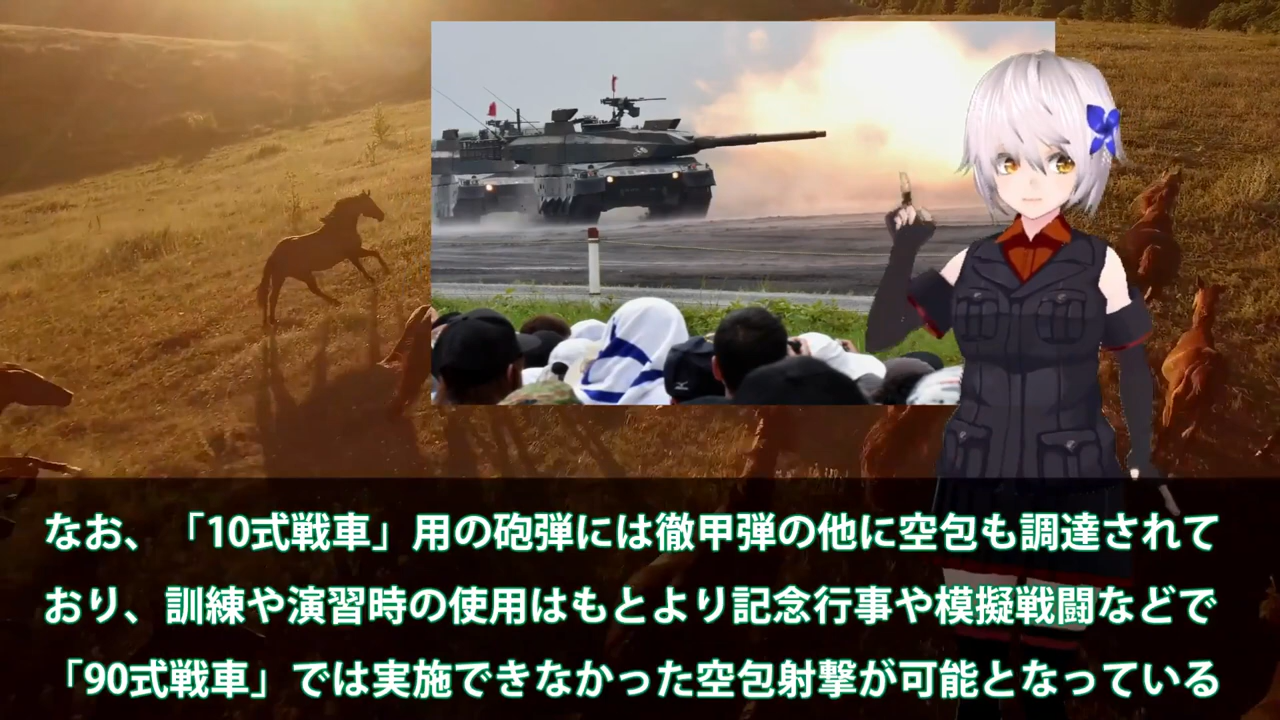 なお、「10式戦車」用の砲弾には徹甲弾の他に空包も調達されて
おり、訓練や演習時の使用はもとより記念行事や模擬戦闘などで
「90式戦車」では実施できなかった空包射撃が可能となっている